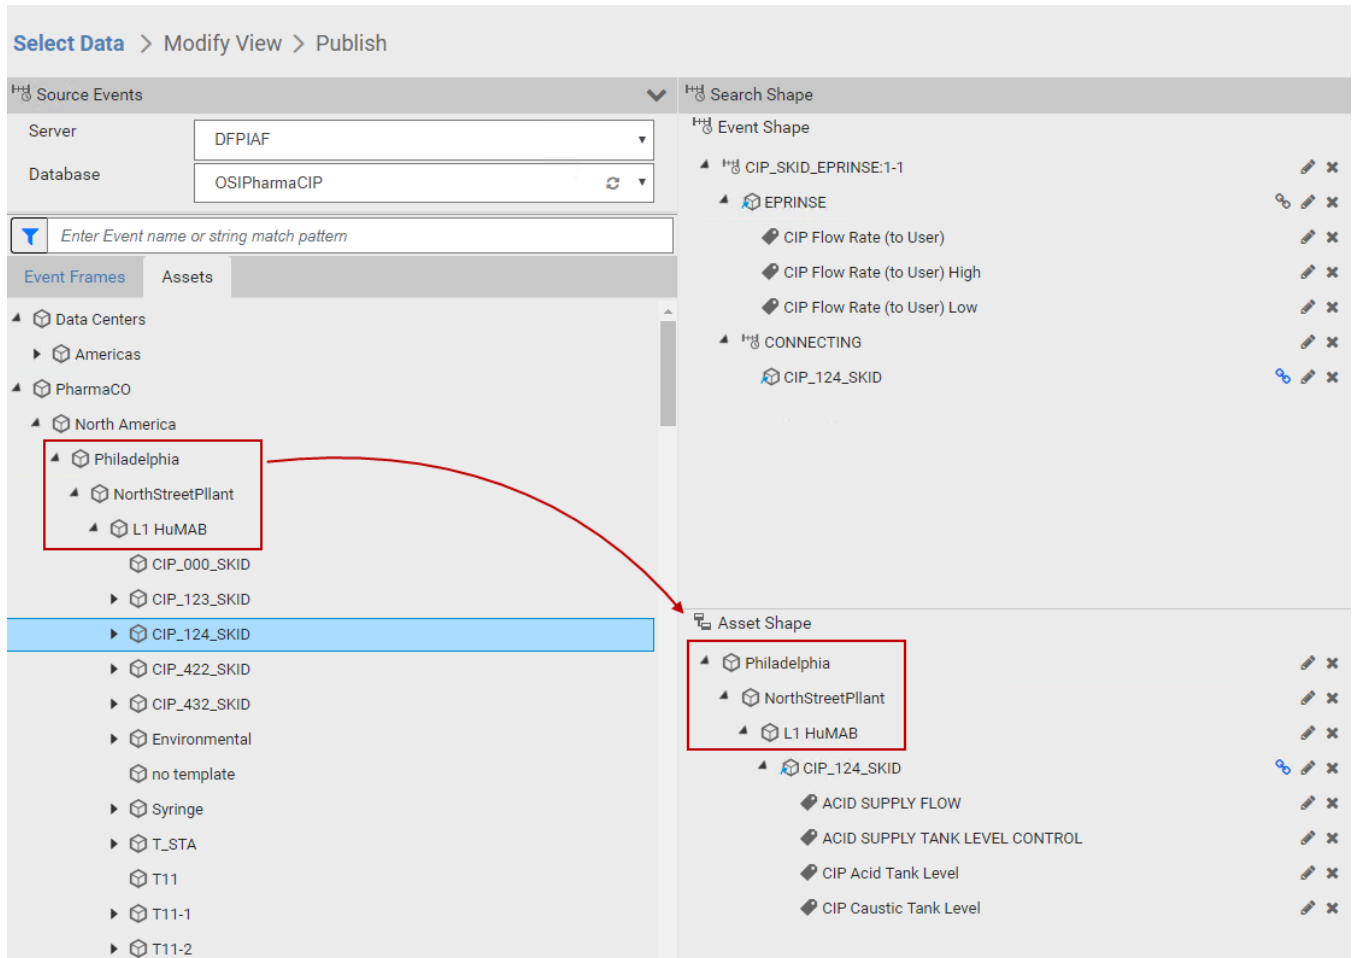 Select Data > Modify View > Publish
Source Events
Server
DFPIAF
Database
OSIPharmaCIP
Enter Event name or string match pattern
Event Frames
Assets
Data Centers
Americas
PharmaCO
North America
Philadelphia
NorthStreetPllant
L1 HuMAB
CIP_000_SKID
CIP_123_SKID
CIP_124_SKID
CIP_422_SKID
CIP_432_SKID
Environmental
no template
Syringe
T_STA
T11
T11-1
T11-2
Search Shape
Event Shape
CIP_SKID_EPRINSE:1-1
EPRINSE
CIP Flow Rate (to User)
CIP Flow Rate (to User) High
CIP Flow Rate (to User) Low
CONNECTING
CIP_124_SKID
Asset Shape
Philadelphia
NorthStreetPllant
L1 HuMAB
CIP_124_SKID
ACID SUPPLY FLOW
ACID SUPPLY TANK LEVEL CONTROL
CIP Acid Tank Level
CIP Caustic Tank Level